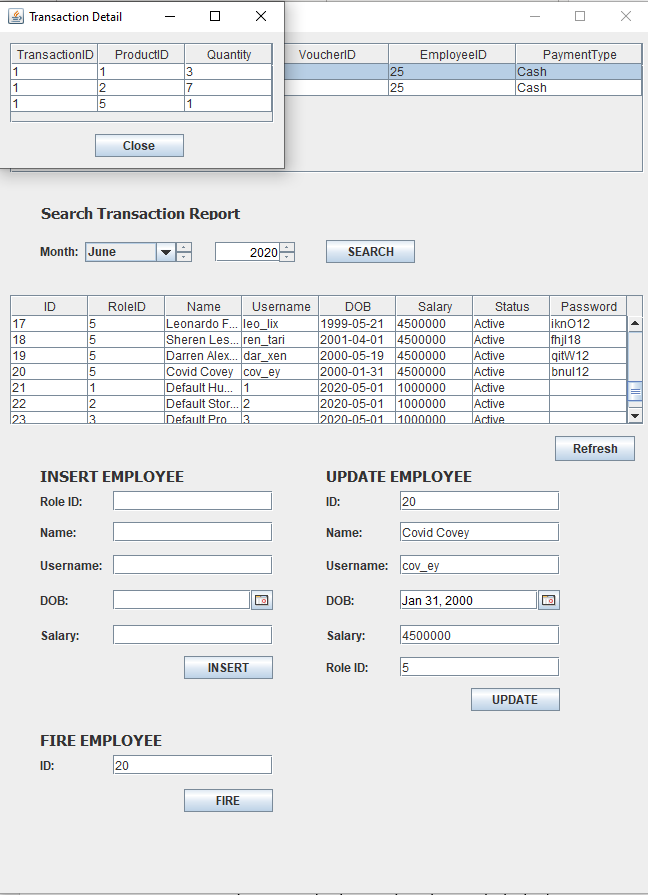 Transaction Detail
TransactionID ProductID Quantity
1 1 3
1 2 7
1 5 1
Close
VoucherID EmployeeID PaymentType
25 Cash
25 Cash
Search Transaction Report
Month: June 2020 SEARCH
ID RoleID Name Username DOB Salary Status Password
17 5 Leonardo F... leo_lix 1999-05-21 4500000 Active iknO12
18 5 Sheren Les... ren_tari 2001-04-01 4500000 Active fhjl18
19 5 Darren Alex... dar_xen 2000-05-19 4500000 Active qitW12
20 5 Covid Covey cov_ey 2000-01-31 4500000 Active bnul12
21 1 Default Hu... 1 2020-05-01 1000000 Active
22 2 Default Stor... 2 2020-05-01 1000000 Active
23 3 Default Pro 3 2020-05-01 1000000 Active
Refresh
INSERT EMPLOYEE
Role ID:
Name:
Username:
DOB:
Salary:
INSERT
UPDATE EMPLOYEE
ID: 20
Name: Covid Covey
Username: cov_ey
DOB: Jan 31, 2000
Salary: 4500000
Role ID: 5
UPDATE
FIRE EMPLOYEE
ID: 20
FIRE